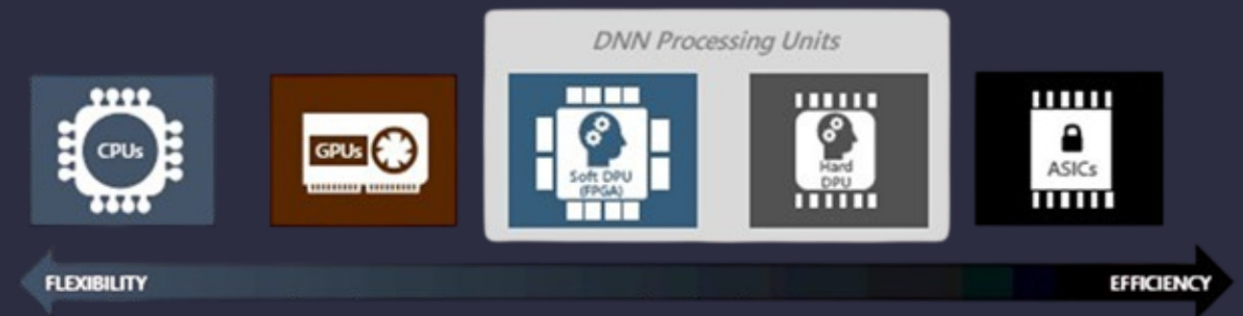 DNN Processing Units
CPUs
GPUs
Soft DPU
(FPGA)
Hard
DPU
ASICs
FLEXIBILITY
EFFICIENCY